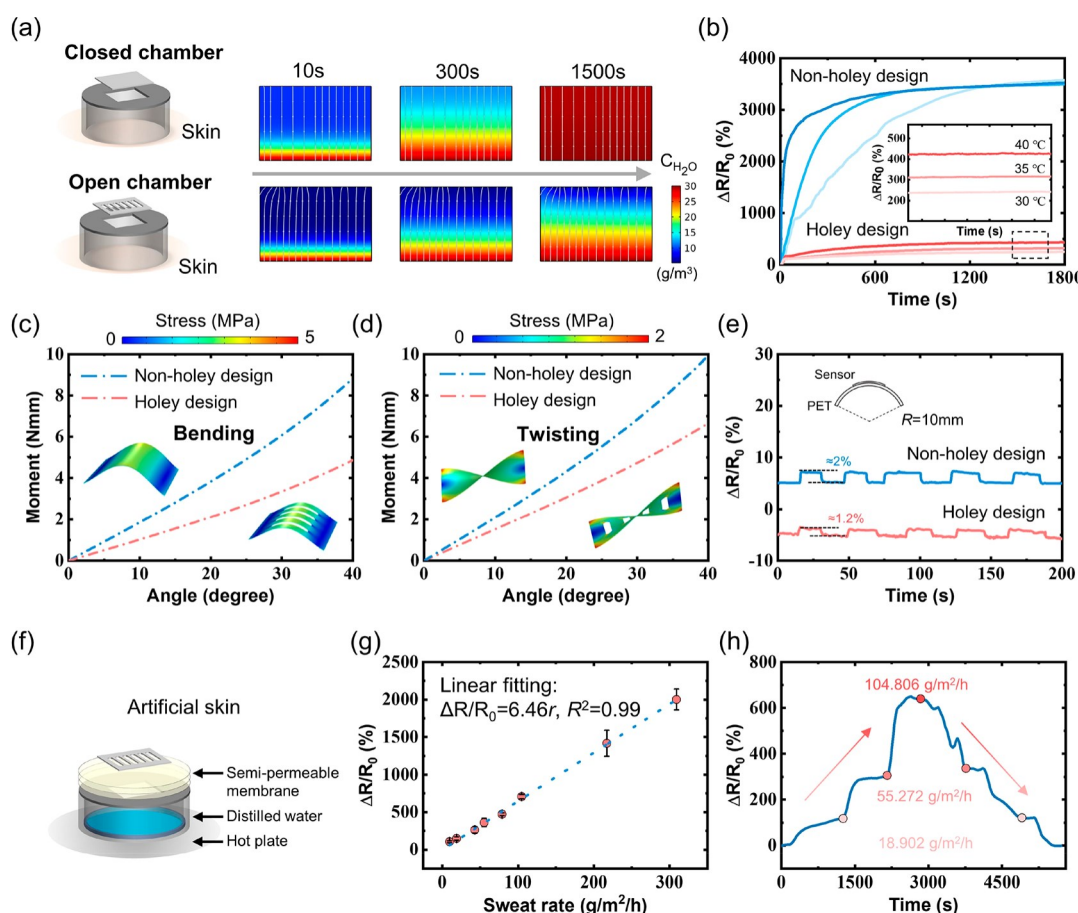 (a)
Closed chamber
Skin
Open chamber
Skin
10s
300s
1500s
C_H₂O
30
25
20
15
10
5
(g/m³)
(b)
Non-holey design
Holey design
ΔR/R₀ (%)
4000
3200
2400
1600
800
0
0 600 1200 1800
Time (s)
ΔR/R₀ (%)
500
400
300
200
40 ℃
35 ℃
30 ℃
Time (s)
(c)
Stress (MPa)
0 5
Non-holey design
Holey design
Bending
Moment (Nmm)
10
8
6
4
2
0
0 10 20 30 40
Angle (degree)
(d)
Stress (MPa)
0 2
Non-holey design
Holey design
Twisting
Moment (Nmm)
10
8
6
4
2
0
0 10 20 30 40
Angle (degree)
(e)
Sensor
PET
R=10mm
Non-holey design
≈2%
Holey design
≈1.2%
ΔR/R₀ (%)
30
20
10
0
-10
0 50 100 150 200
Time (s)
(f)
Artificial skin
Semi-permeable
membrane
Distilled water
Hot plate
(g)
Linear fitting:
ΔR/R₀=6.46r, R²=0.99
ΔR/R₀ (%)
2500
2000
1500
1000
500
0
0 100 200 300
Sweat rate (g/m²/h)
(h)
104.806 g/m²/h
55.272 g/m²/h
18.902 g/m²/h
ΔR/R₀ (%)
800
600
400
200
0
0 1500 3000 4500
Time (s)